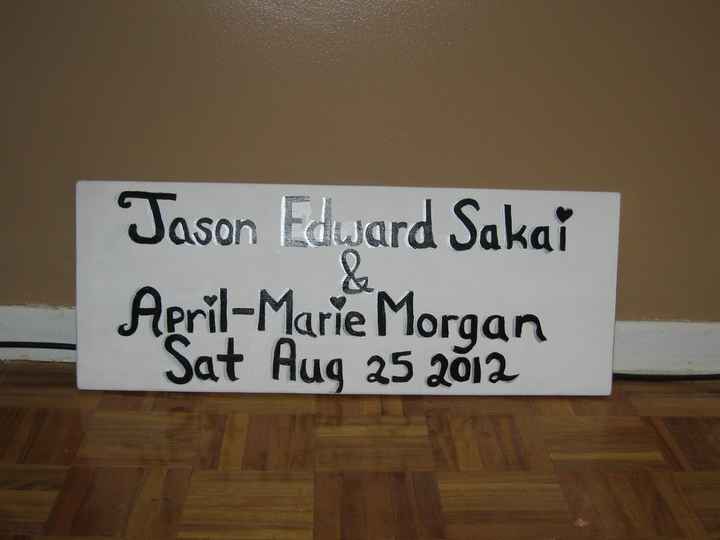 Jason Edward Sakai
&
April-Marie Morgan
Sat Aug 25 2012